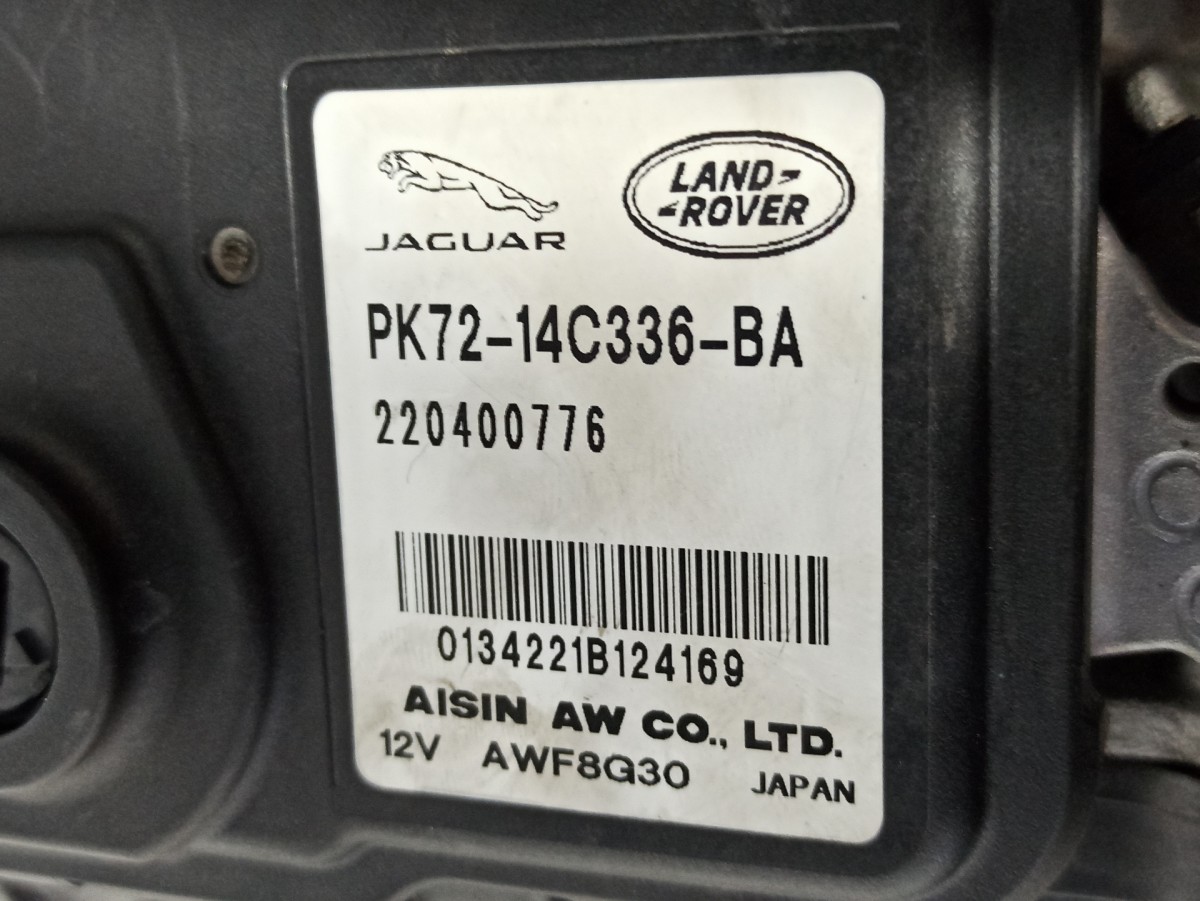 JAGUAR
LAND-
-ROVER
PK72-14C336-BA
220400776
0134221B124169
AISIN AW CO., LTD.
12V AWF8G30 JAPAN